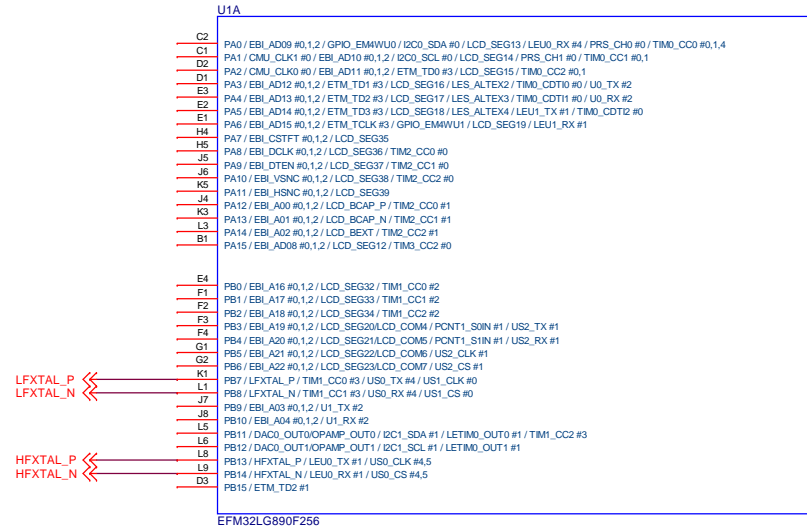 U1A
C2 PA0 / EBI_AD09 #0,1,2 / GPIO_EM4WU0 / I2C0_SDA #0 / LCD_SEG13 / LEU0_RX #4 / PRS_CH0 #0 / TIM0_CC0 #0,1,4
C1 PA1 / CMU_CLK1 #0 / EBI_AD10 #0,1,2 / I2C0_SCL #0 / LCD_SEG14 / PRS_CH1 #0 / TIM0_CC1 #0,1
D2 PA2 / CMU_CLK0 #0 / EBI_AD11 #0,1,2 / ETM_TD0 #3 / LCD_SEG15 / TIM0_CC2 #0,1
D1 PA3 / EBI_AD12 #0,1,2 / ETM_TD1 #3 / LCD_SEG16 / LES_ALTEX2 / TIM0_CDTI0 #0 / U0_TX #2
E3 PA4 / EBI_AD13 #0,1,2 / ETM_TD2 #3 / LCD_SEG17 / LES_ALTEX3 / TIM0_CDTI1 #0 / U0_RX #2
E2 PA5 / EBI_AD14 #0,1,2 / ETM_TD3 #3 / LCD_SEG18 / LES_ALTEX4 / LEU1_TX #1 / TIM0_CDTI2 #0
E1 PA6 / EBI_AD15 #0,1,2 / ETM_TCLK #3 / GPIO_EM4WU1 / LCD_SEG19 / LEU1_RX #1
H4 PA7 / EBI_CSTFT #0,1,2 / LCD_SEG35
H5 PA8 / EBI_DCLK #0,1,2 / LCD_SEG36 / TIM2_CC0 #0
J5 PA9 / EBI_DTEN #0,1,2 / LCD_SEG37 / TIM2_CC1 #0
J6 PA10 / EBI_VSNC #0,1,2 / LCD_SEG38 / TIM2_CC2 #0
K5 PA11 / EBI_HSNC #0,1,2 / LCD_SEG39
J4 PA12 / EBI_A00 #0,1,2 / LCD_BCAP_P / TIM2_CC0 #1
K3 PA13 / EBI_A01 #0,1,2 / LCD_BCAP_N / TIM2_CC1 #1
L3 PA14 / EBI_A02 #0,1,2 / LCD_BEXT / TIM2_CC2 #1
B1 PA15 / EBI_AD08 #0,1,2 / LCD_SEG12 / TIM3_CC2 #0
E4 PB0 / EBI_A16 #0,1,2 / LCD_SEG32 / TIM1_CC0 #2
F1 PB1 / EBI_A17 #0,1,2 / LCD_SEG33 / TIM1_CC1 #2
F2 PB2 / EBI_A18 #0,1,2 / LCD_SEG34 / TIM1_CC2 #2
F3 PB3 / EBI_A19 #0,1,2 / LCD_SEG20/LCD_COM4 / PCNT1_S0IN #1 / US2_TX #1
F4 PB4 / EBI_A20 #0,1,2 / LCD_SEG21/LCD_COM5 / PCNT1_S1IN #1 / US2_RX #1
G1 PB5 / EBI_A21 #0,1,2 / LCD_SEG22/LCD_COM6 / US2_CLK #1
G2 PB6 / EBI_A22 #0,1,2 / LCD_SEG23/LCD_COM7 / US2_CS #1
LFXTAL_P K1 PB7 / LFXTAL_P / TIM1_CC0 #3 / US0_TX #4 / US1_CLK #0
LFXTAL_N L1 PB8 / LFXTAL_N / TIM1_CC1 #3 / US0_RX #4 / US1_CS #0
J7 PB9 / EBI_A03 #0,1,2 / U1_TX #2
J8 PB10 / EBI_A04 #0,1,2 / U1_RX #2
L5 PB11 / DAC0_OUT0/OPAMP_OUT0 / I2C1_SDA #1 / LETIM0_OUT0 #1 / TIM1_CC2 #3
L6 PB12 / DAC0_OUT1/OPAMP_OUT1 / I2C1_SCL #1 / LETIM0_OUT1 #1
HFXTAL_P L8 PB13 / HFXTAL_P / LEU0_TX #1 / US0_CLK #4,5
HFXTAL_N L9 PB14 / HFXTAL_N / LEU0_RX #1 / US0_CS #4,5
D3 PB15 / ETM_TD2 #1
EFM32LG890F256